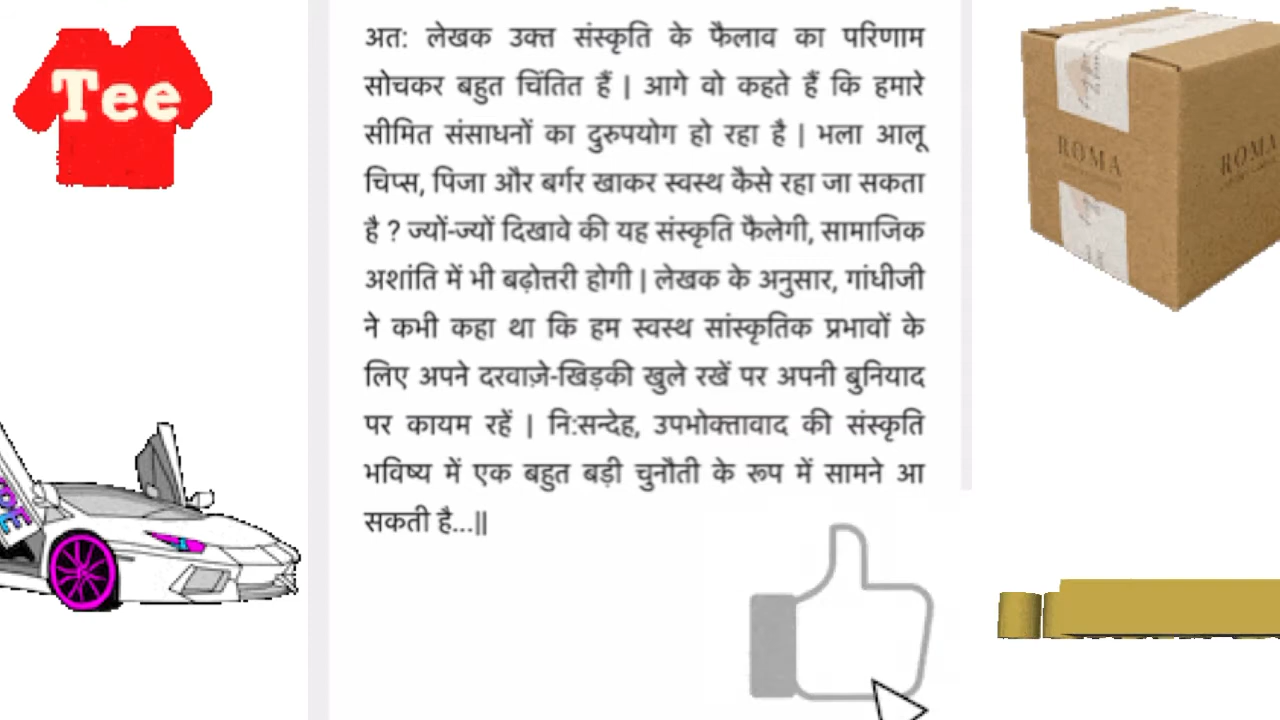 Tee
अत: लेखक उक्त संस्कृति के फैलाव का परिणाम
सोचकर बहुत चिंतित हैं | आगे वो कहते हैं कि हमारे
सीमित संसाधनों का दुरुपयोग हो रहा है | भला आलू
चिप्स, पिजा और बर्गर खाकर स्वस्थ कैसे रहा जा सकता
है ? ज्यों-ज्यों दिखावे की यह संस्कृति फैलेगी, सामाजिक
अशांति में भी बढ़ोत्तरी होगी | लेखक के अनुसार, गांधीजी
ने कभी कहा था कि हम स्वस्थ सांस्कृतिक प्रभावों के
लिए अपने दरवाज़े-खिड़की खुले रखें पर अपनी बुनियाद
पर कायम रहें | नि:सन्देह, उपभोक्तावाद की संस्कृति
भविष्य में एक बहुत बड़ी चुनौती के रूप में सामने आ
सकती है...||
ROMA
ROMA